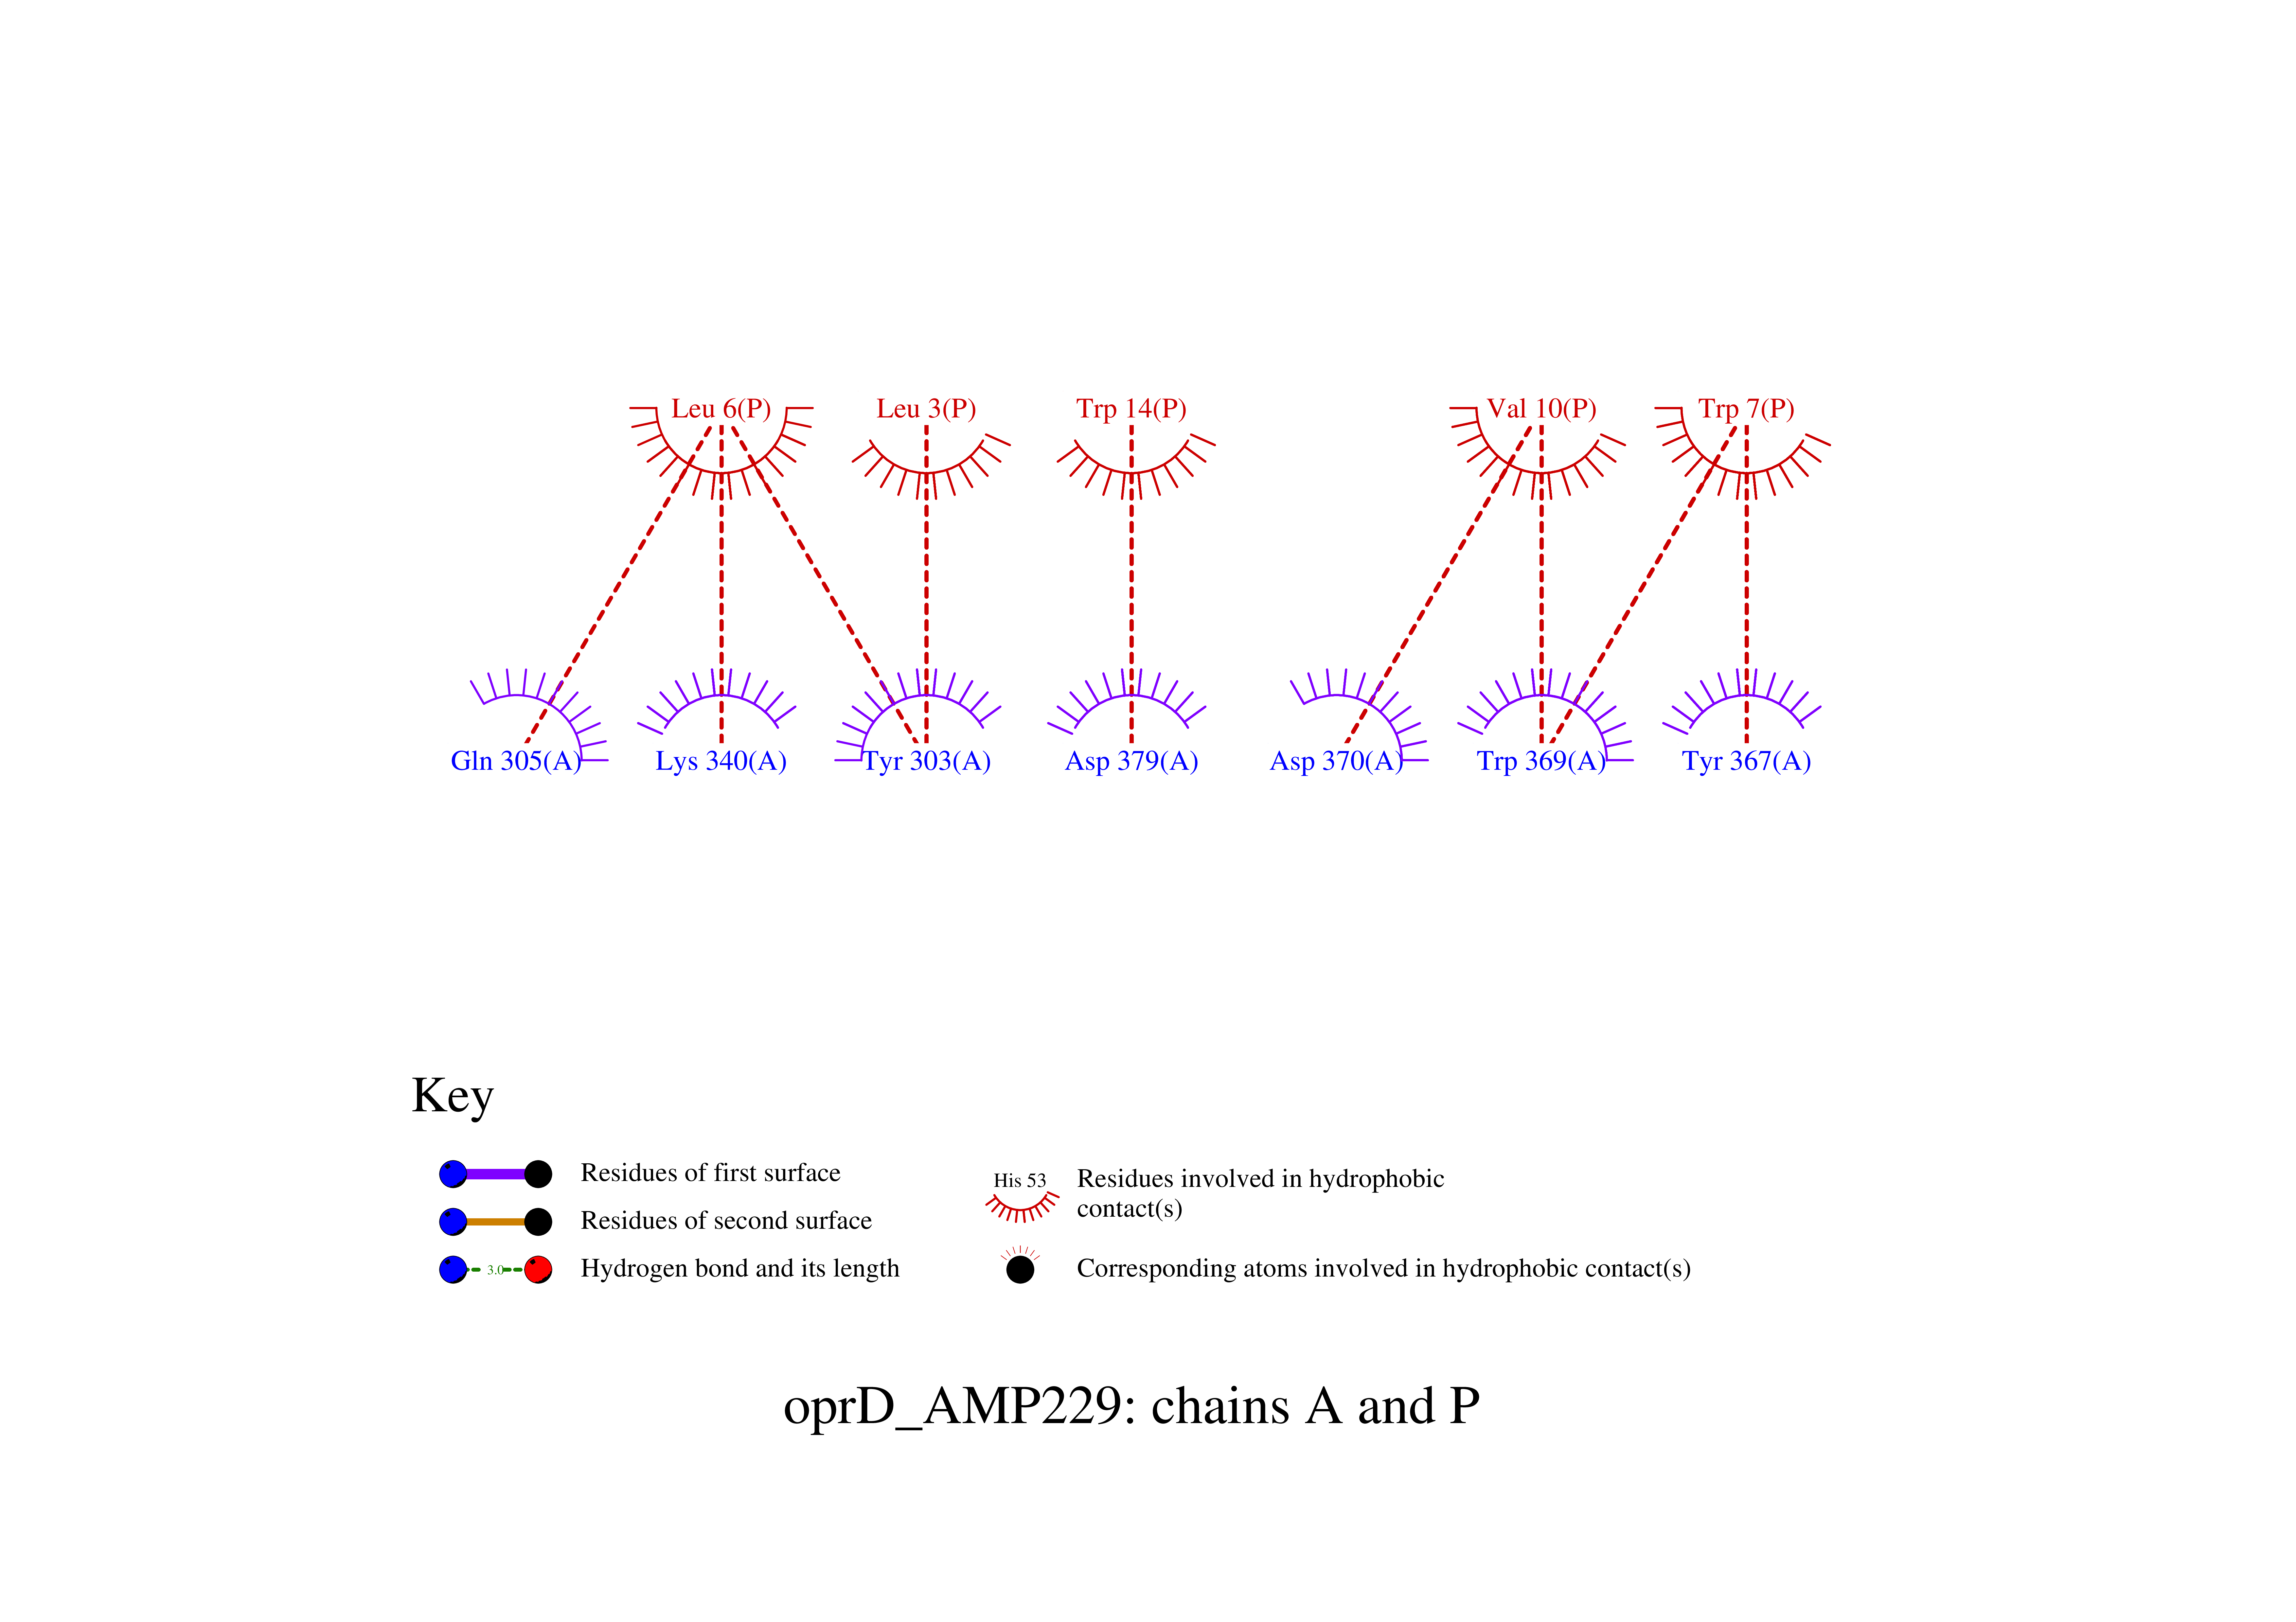 Leu 6(P) Leu 3(P) Trp 14(P) Val 10(P) Trp 7(P)
Gln 305(A) Lys 340(A) Tyr 303(A) Asp 379(A) Asp 370(A) Trp 369(A) Tyr 367(A)
Key
Residues of first surface
Residues of second surface
3.0 Hydrogen bond and its length
His 53 Residues involved in hydrophobic
contact(s)
Corresponding atoms involved in hydrophobic contact(s)
oprD_AMP229: chains A and P